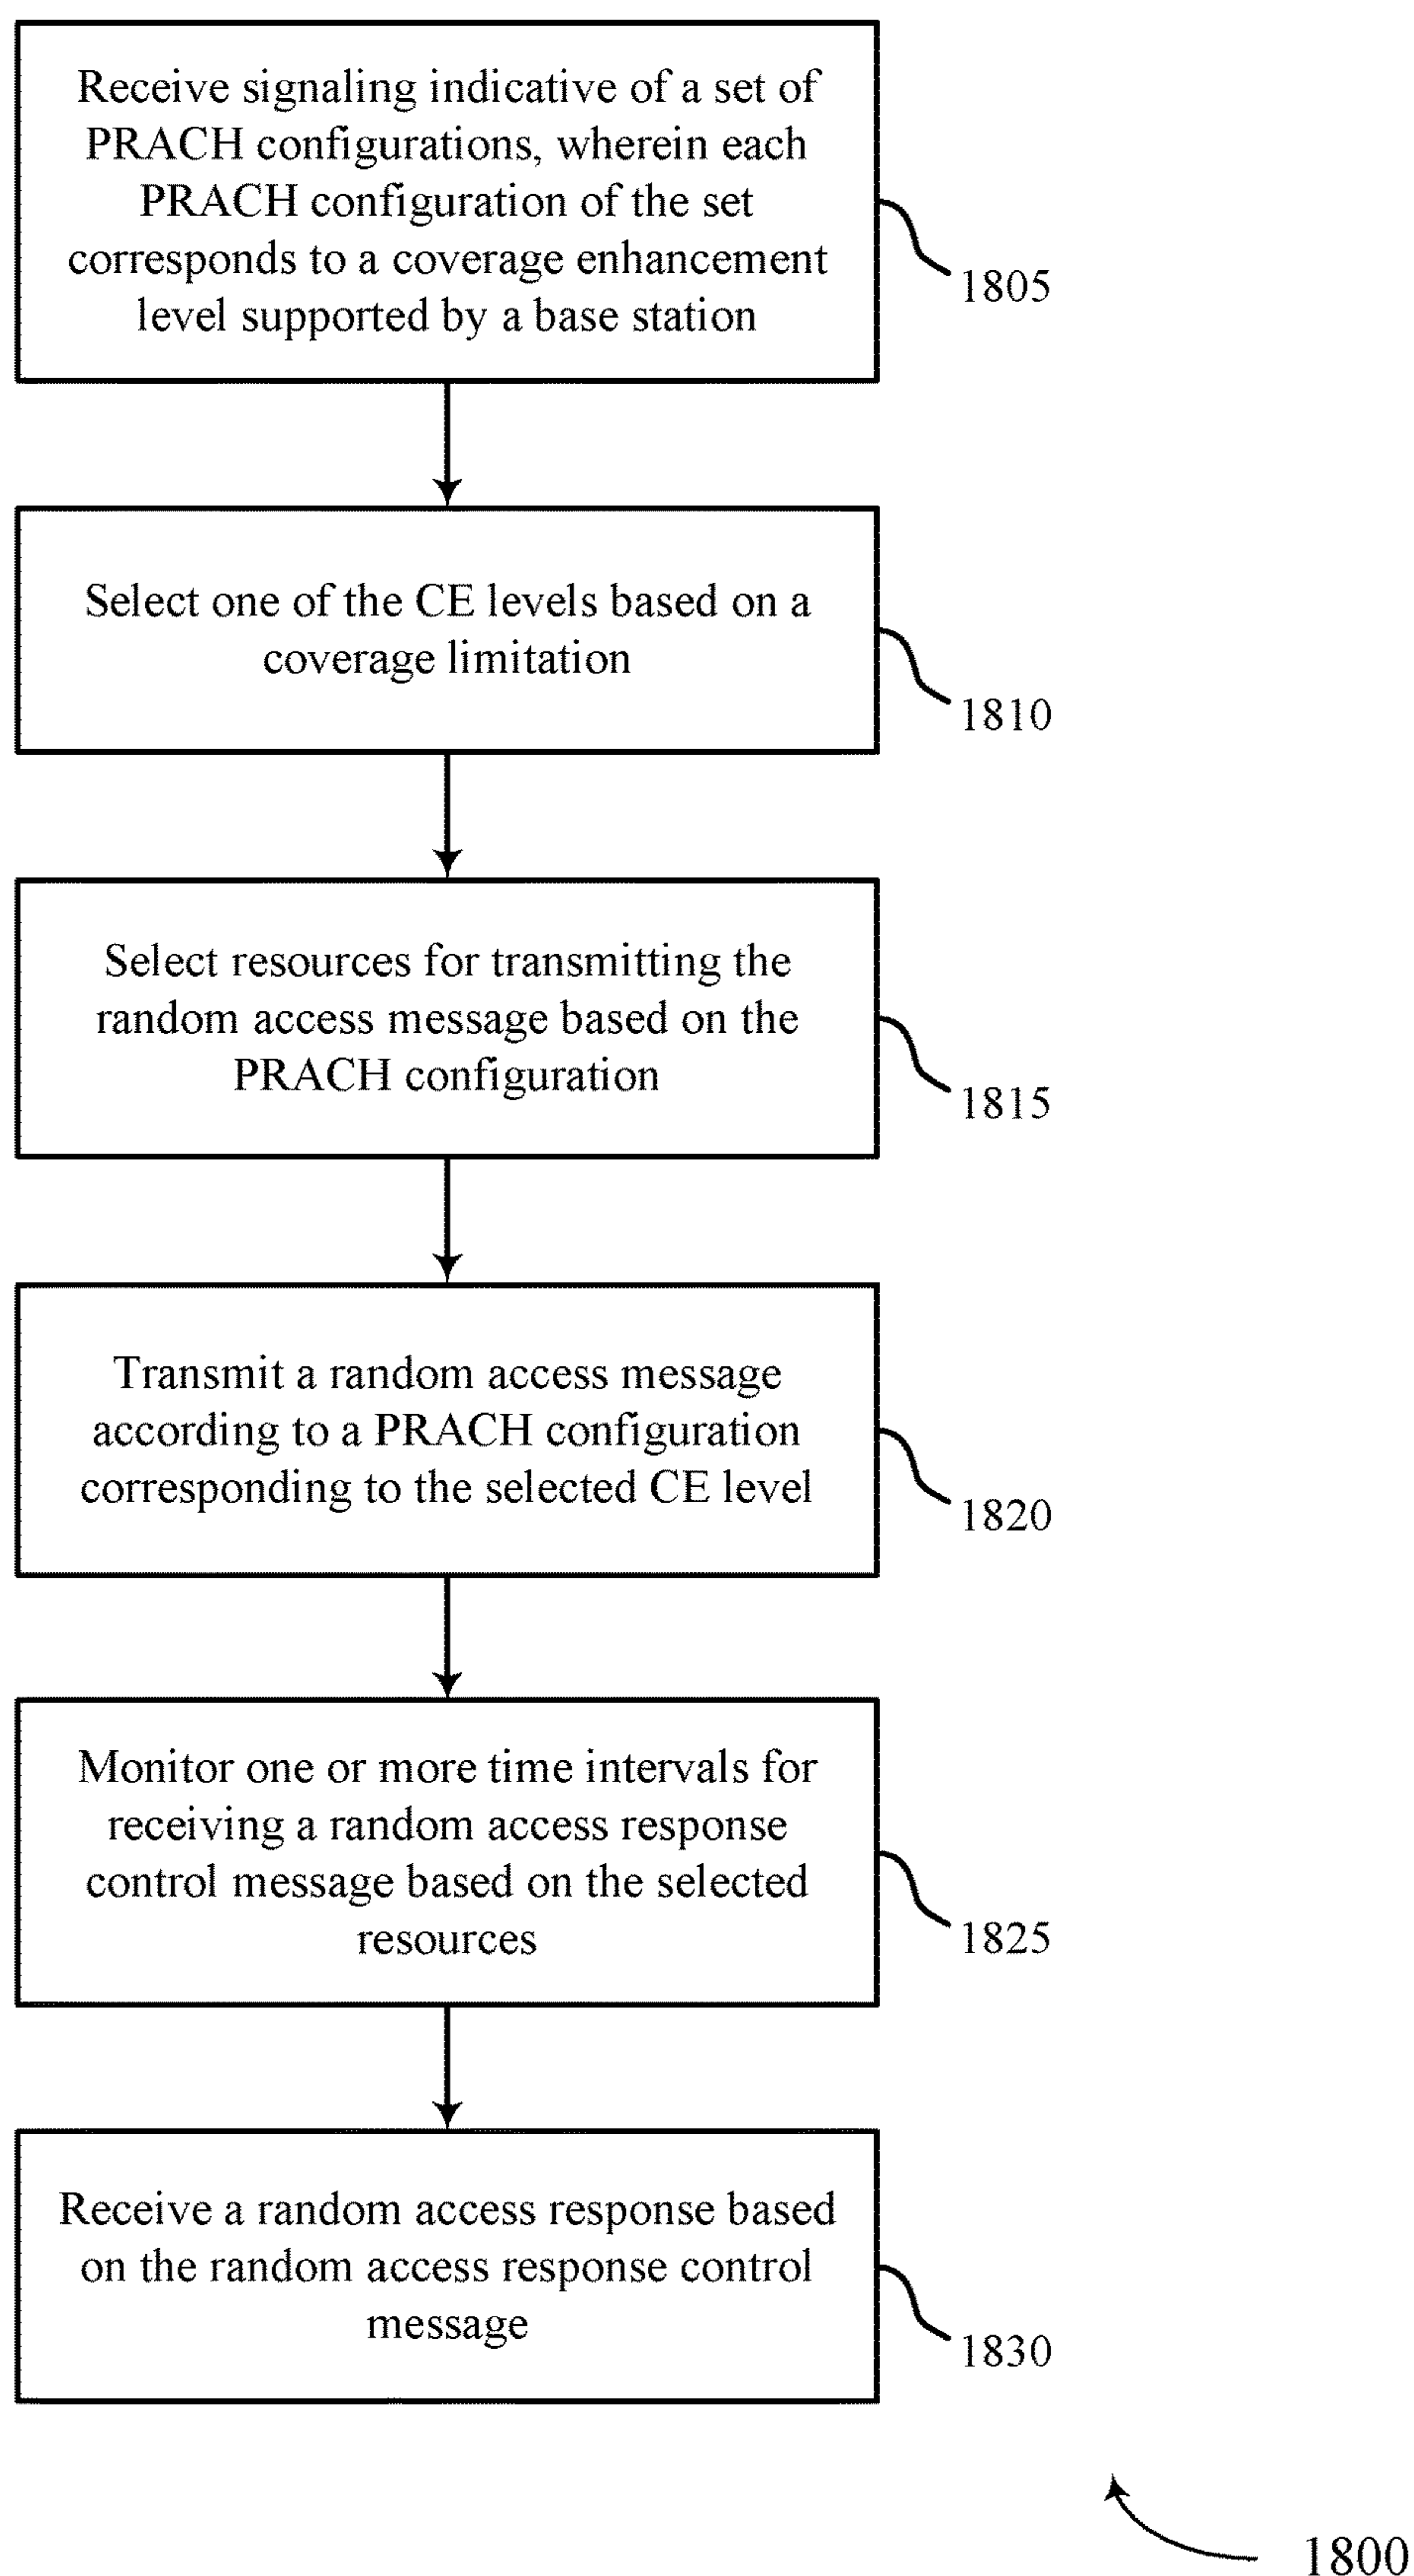 Receive signaling indicative of a set of
PRACH configurations, wherein each
PRACH configuration of the set
corresponds to a coverage enhancement
level supported by a base station
1805
Select one of the CE levels based on a
coverage limitation
1810
Select resources for transmitting the
random access message based on the
PRACH configuration
1815
Transmit a random access message
according to a PRACH configuration
corresponding to the selected CE level
1820
Monitor one or more time intervals for
receiving a random access response
control message based on the selected
resources
1825
Receive a random access response based
on the random access response control
message
1830
1800